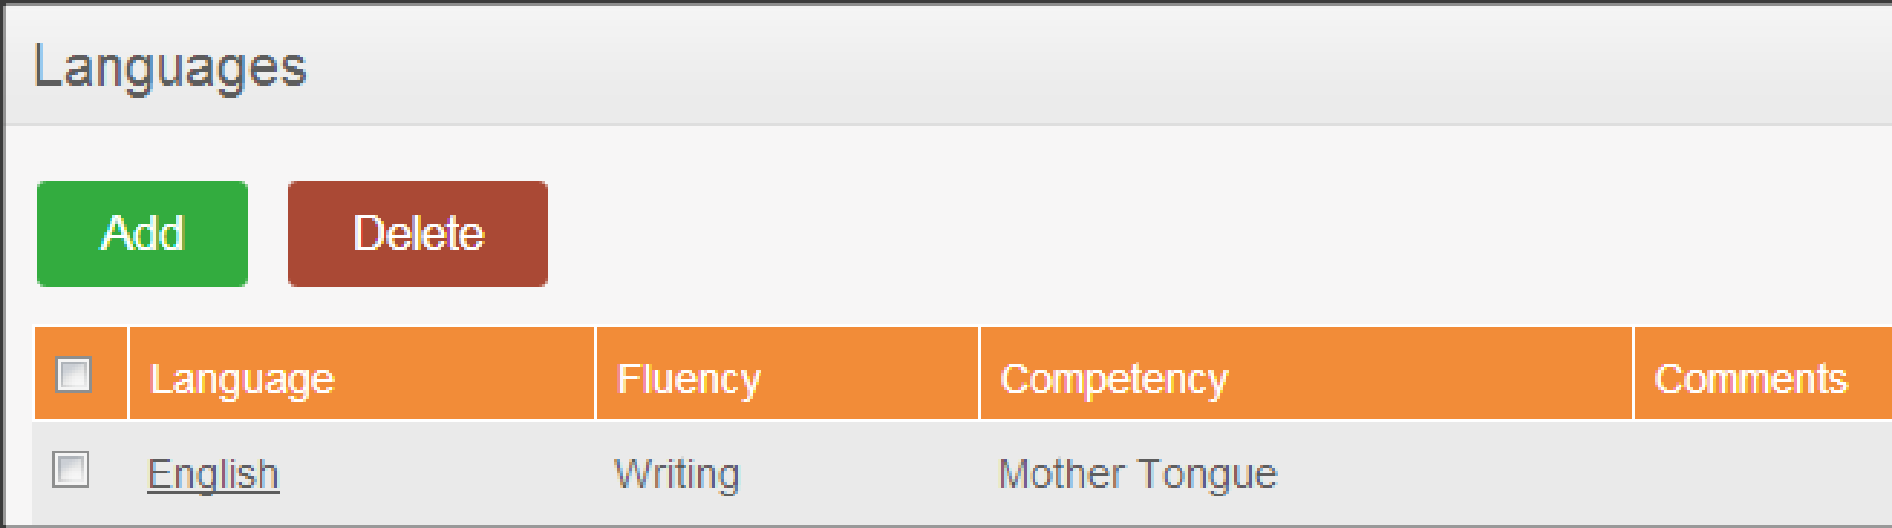 Languages
Add Delete
Language Fluency Competency Comments
English Writing Mother Tongue